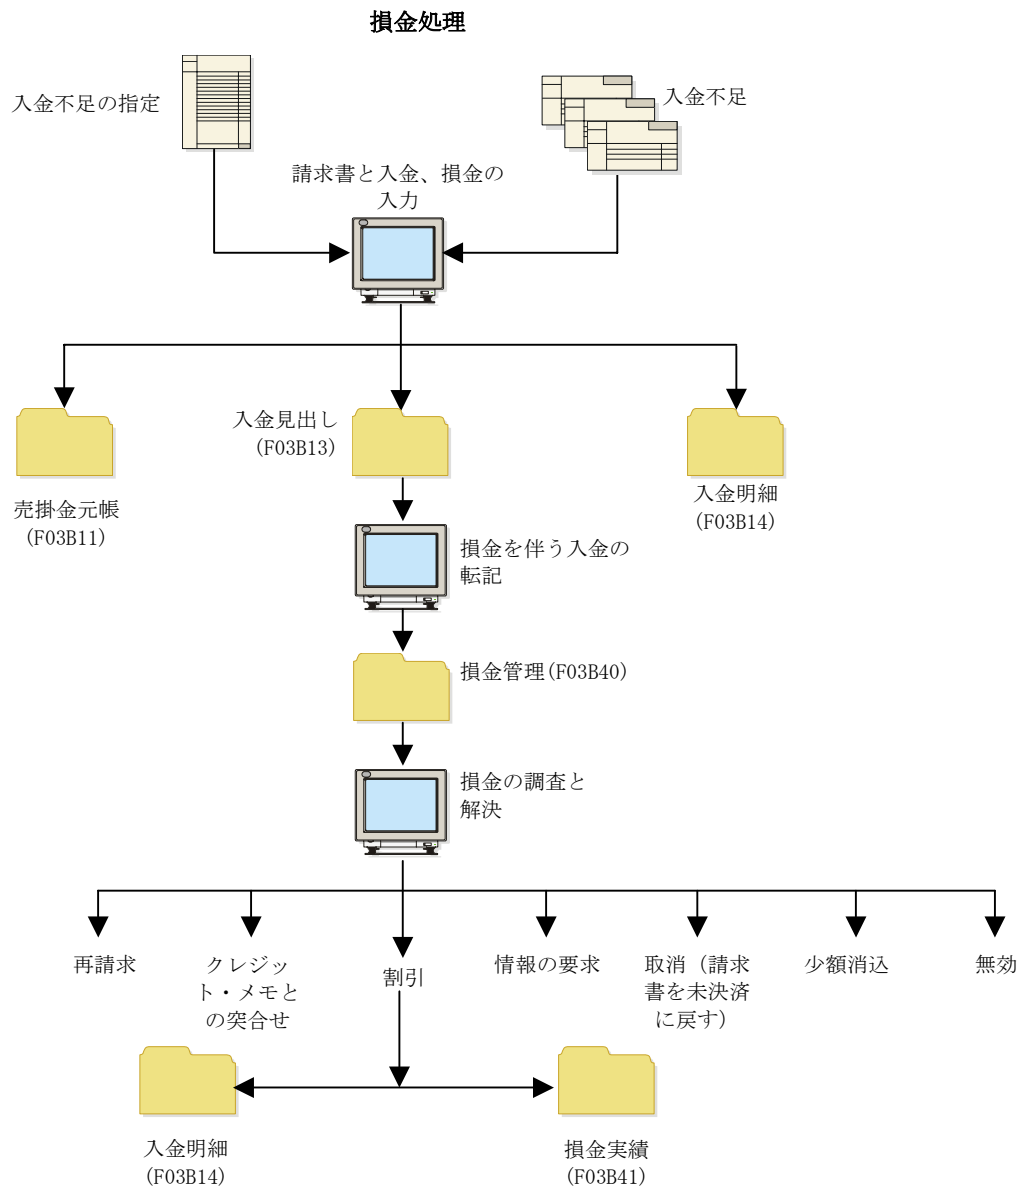 損金処理
入金不足の指定
入金不足
請求書と入金、損金の
入力
入金見出し
(F03B13)
売掛金元帳
(F03B11)
入金明細
(F03B14)
損金を伴う入金の
転記
損金管理(F03B40)
損金の調査と
解決
再請求
クレジッ
ト・メモと
の突合せ
割引
情報の要求
取消（請求
書を未決済
に戻す）
少額消込
無効
入金明細
(F03B14)
損金実績
(F03B41)